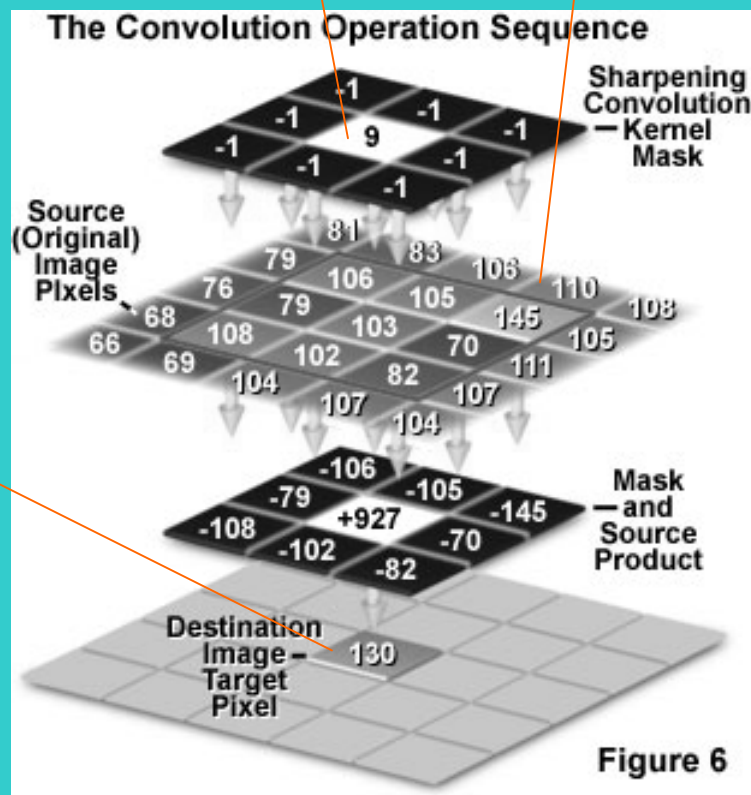 The Convolution Operation Sequence
-1
-1 -1
-1 9 -1
-1 -1
-1
Sharpening
Convolution
Kernel
Mask
Source
(Original)
Image
Pixels
81
79 83
76 106 106
68 79 105 110
66 108 103 145 108
69 102 70 105
104 82 111
107 107
104
-106
-79 -105
-108 +927 -145
-102 -70
-82
Mask
and
Source
Product
Destination
Image
Target
Pixel
130
Figure 6